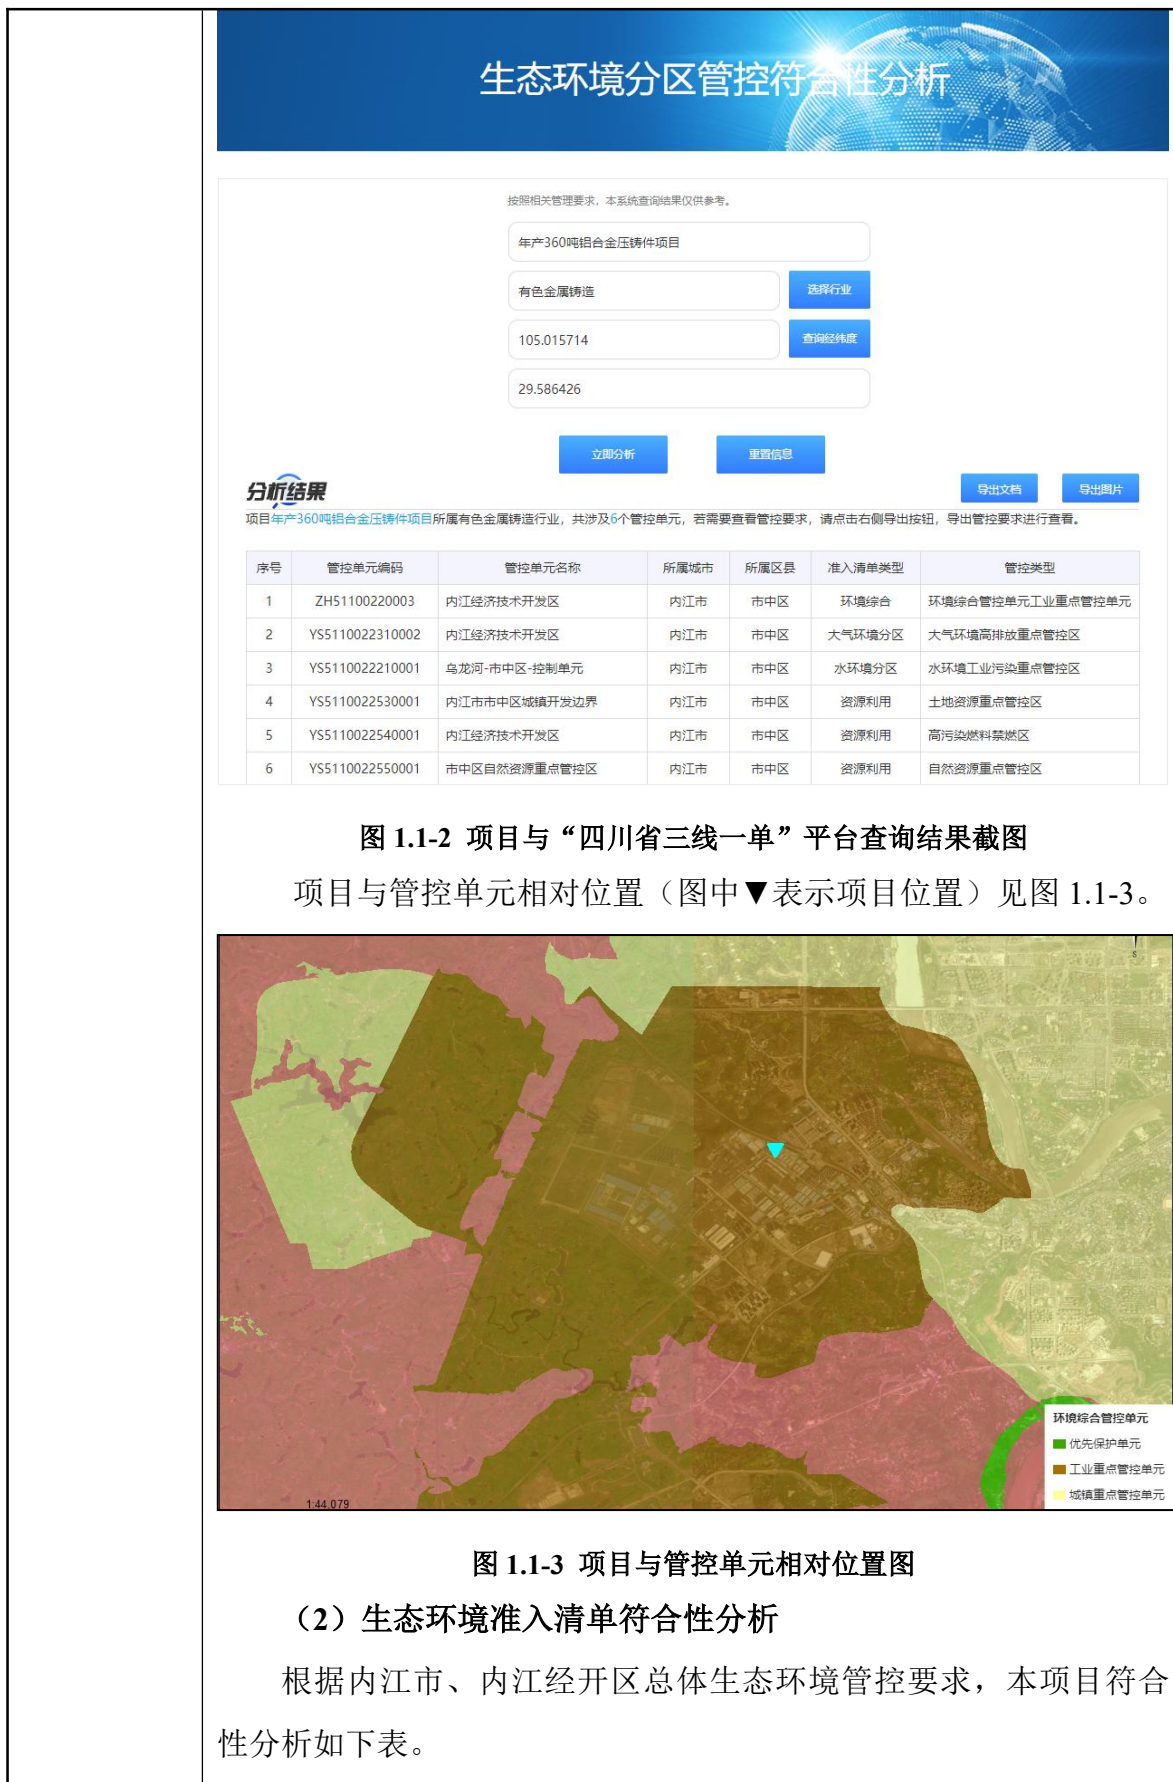 生态环境分区管控符合性分析
按照相关管理要求，本系统查询结果仅供参考。
年产360吨铝合金压铸件项目
有色金属铸造
选择行业
105.015714
查询经纬度
29.586426
立即分析
重置信息
分析结果
导出文档
导出图片
项目年产360吨铝合金压铸件项目所属有色金属铸造行业，共涉及6个管控单元，若需要查看管控要求，请点击右侧导出按钮，导出管控要求进行查看。
序号 管控单元编码 管控单元名称 所属城市 所属区县 准入清单类型 管控类型
1 ZH51100220003 内江经济技术开发区 内江市 市中区 环境综合 环境综合管控单元工业重点管控单元
2 YS5110022310002 内江经济技术开发区 内江市 市中区 大气环境分区 大气环境高排放重点管控区
3 YS5110022210001 乌龙河-市中区-控制单元 内江市 市中区 水环境分区 水环境工业污染重点管控区
4 YS5110022530001 内江市市中区城镇开发边界 内江市 市中区 资源利用 土地资源重点管控区
5 YS5110022540001 内江经济技术开发区 内江市 市中区 资源利用 高污染燃料禁燃区
6 YS5110022550001 市中区自然资源重点管控区 内江市 市中区 资源利用 自然资源重点管控区
图 1.1-2 项目与“四川省三线一单”平台查询结果截图
项目与管控单元相对位置（图中▼表示项目位置）见图 1.1-3。
S
环境综合管控单元
优先保护单元
工业重点管控单元
城镇重点管控单元
1:44,079
图 1.1-3 项目与管控单元相对位置图
（2）生态环境准入清单符合性分析
根据内江市、内江经开区总体生态环境管控要求，本项目符合
性分析如下表。